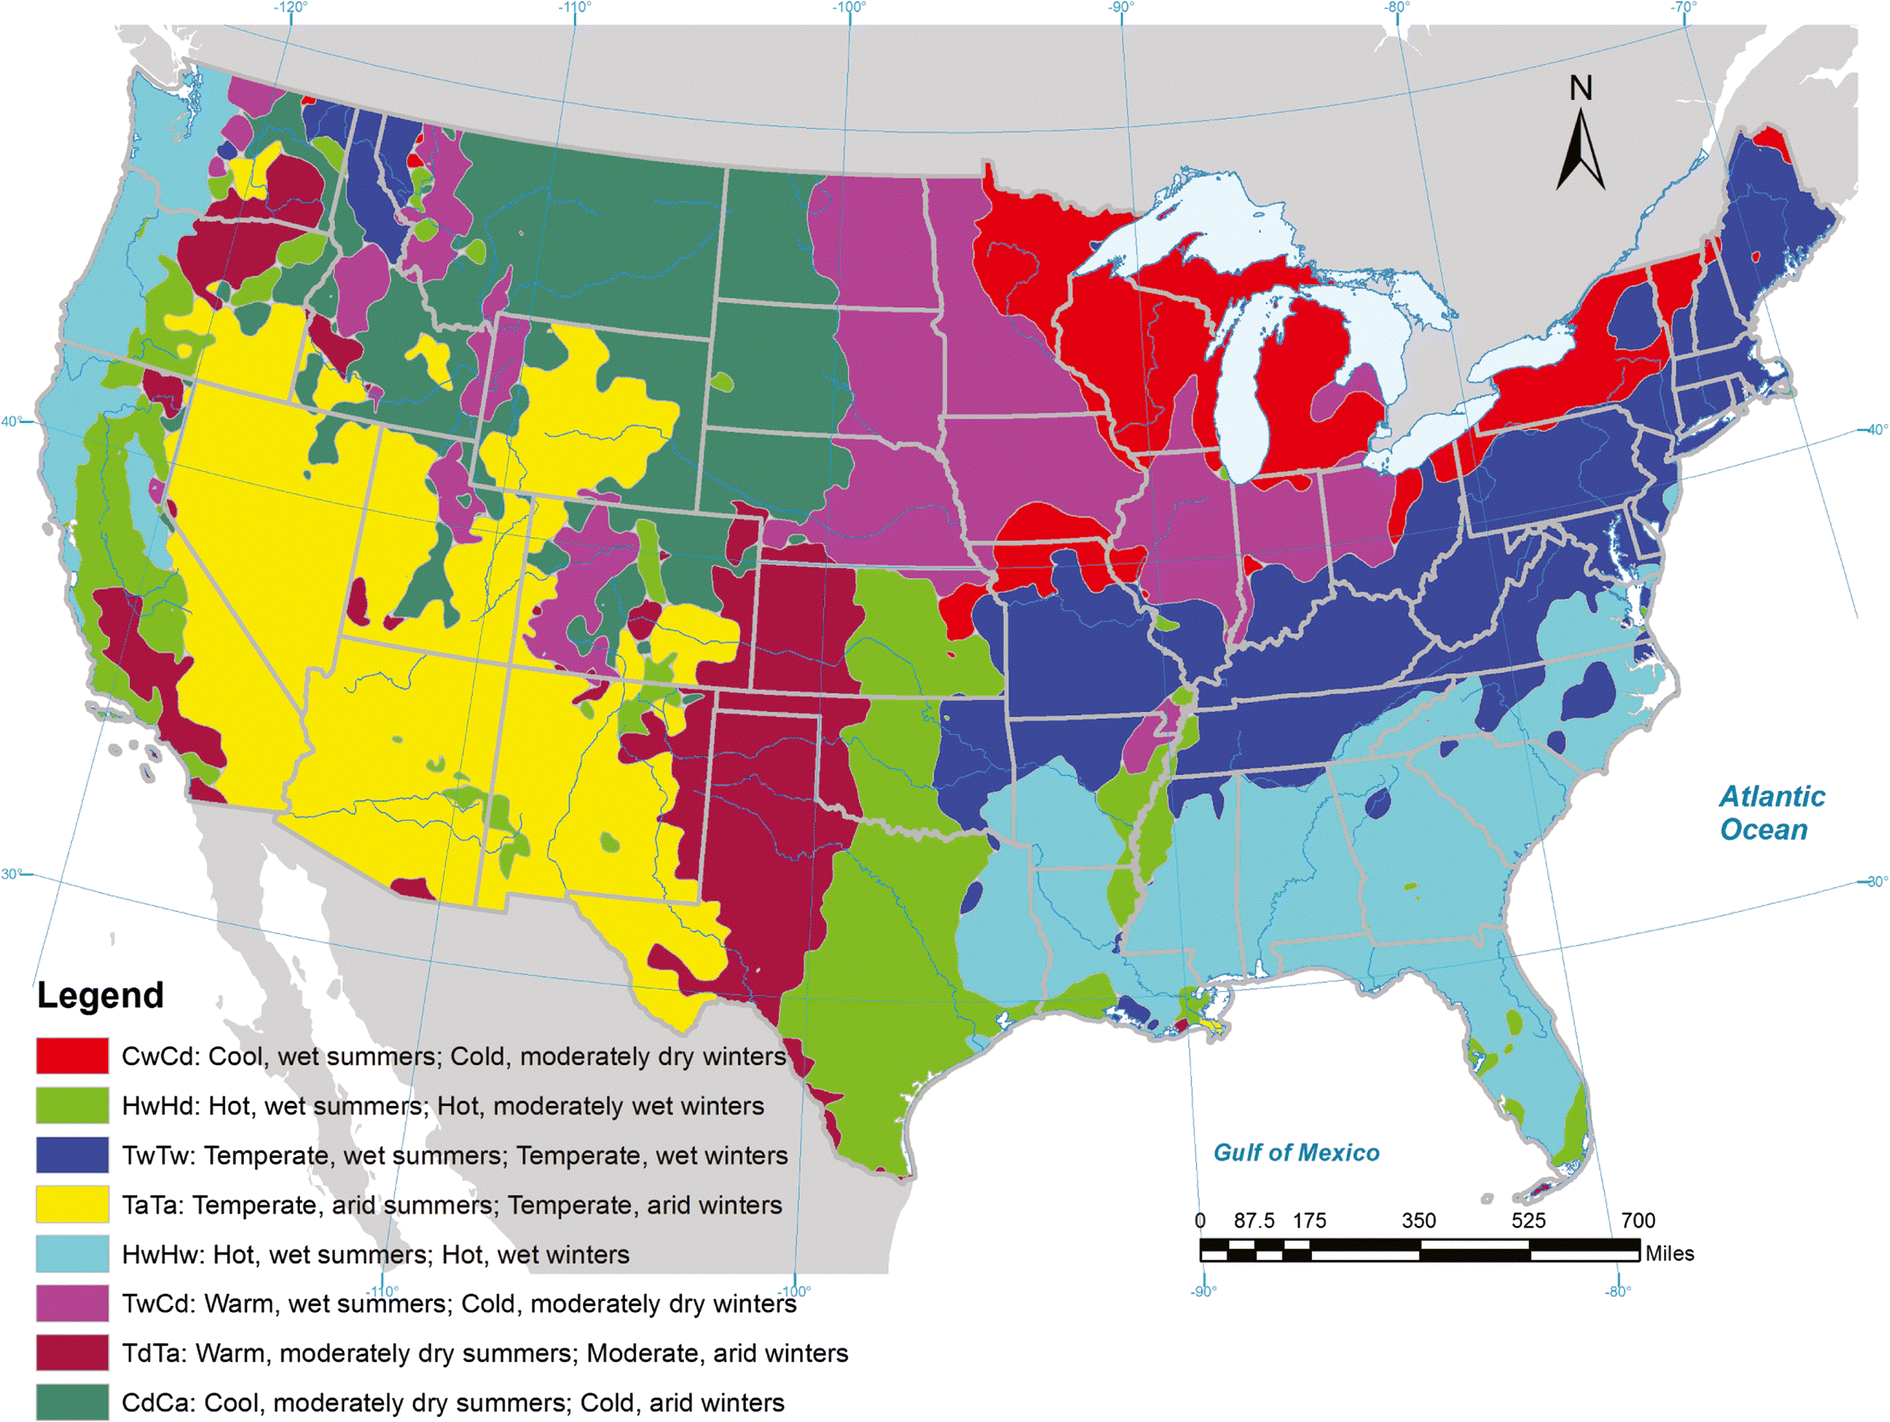 -120°
-110°
-100°
-90°
-80°
-70°
N
40°
40°
30°
30°
Atlantic
Ocean
Gulf of Mexico
Legend
CwCd: Cool, wet summers; Cold, moderately dry winters
HwHd: Hot, wet summers; Hot, moderately wet winters
TwTw: Temperate, wet summers; Temperate, wet winters
TaTa: Temperate, arid summers; Temperate, arid winters
HwHw: Hot, wet summers; Hot, wet winters
TwCd: Warm, wet summers; Cold, moderately dry winters
TdTa: Warm, moderately dry summers; Moderate, arid winters
CdCa: Cool, moderately dry summers; Cold, arid winters
0 87.5 175 350 525 700
Miles
-110°
-100°
-90°
-80°